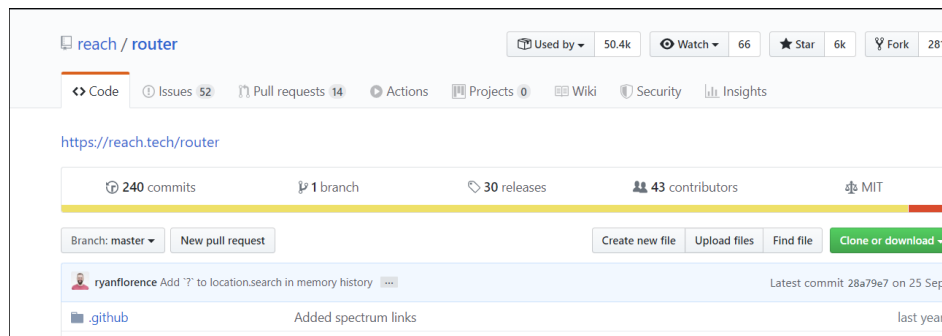 reach / router Used by 50.4k Watch 66 Star 6k Fork
Code Issues 52 Pull requests 14 Actions Projects 0 Wiki Security Insights
https://reach.tech/router
240 commits 1 branch 30 releases 43 contributors MIT
Branch: master New pull request Create new file Upload files Find file Clone or download
ryanflorence Add `?` to location.search in memory history ... Latest commit 28a79e7 on 25 Sep
.github Added spectrum links last year